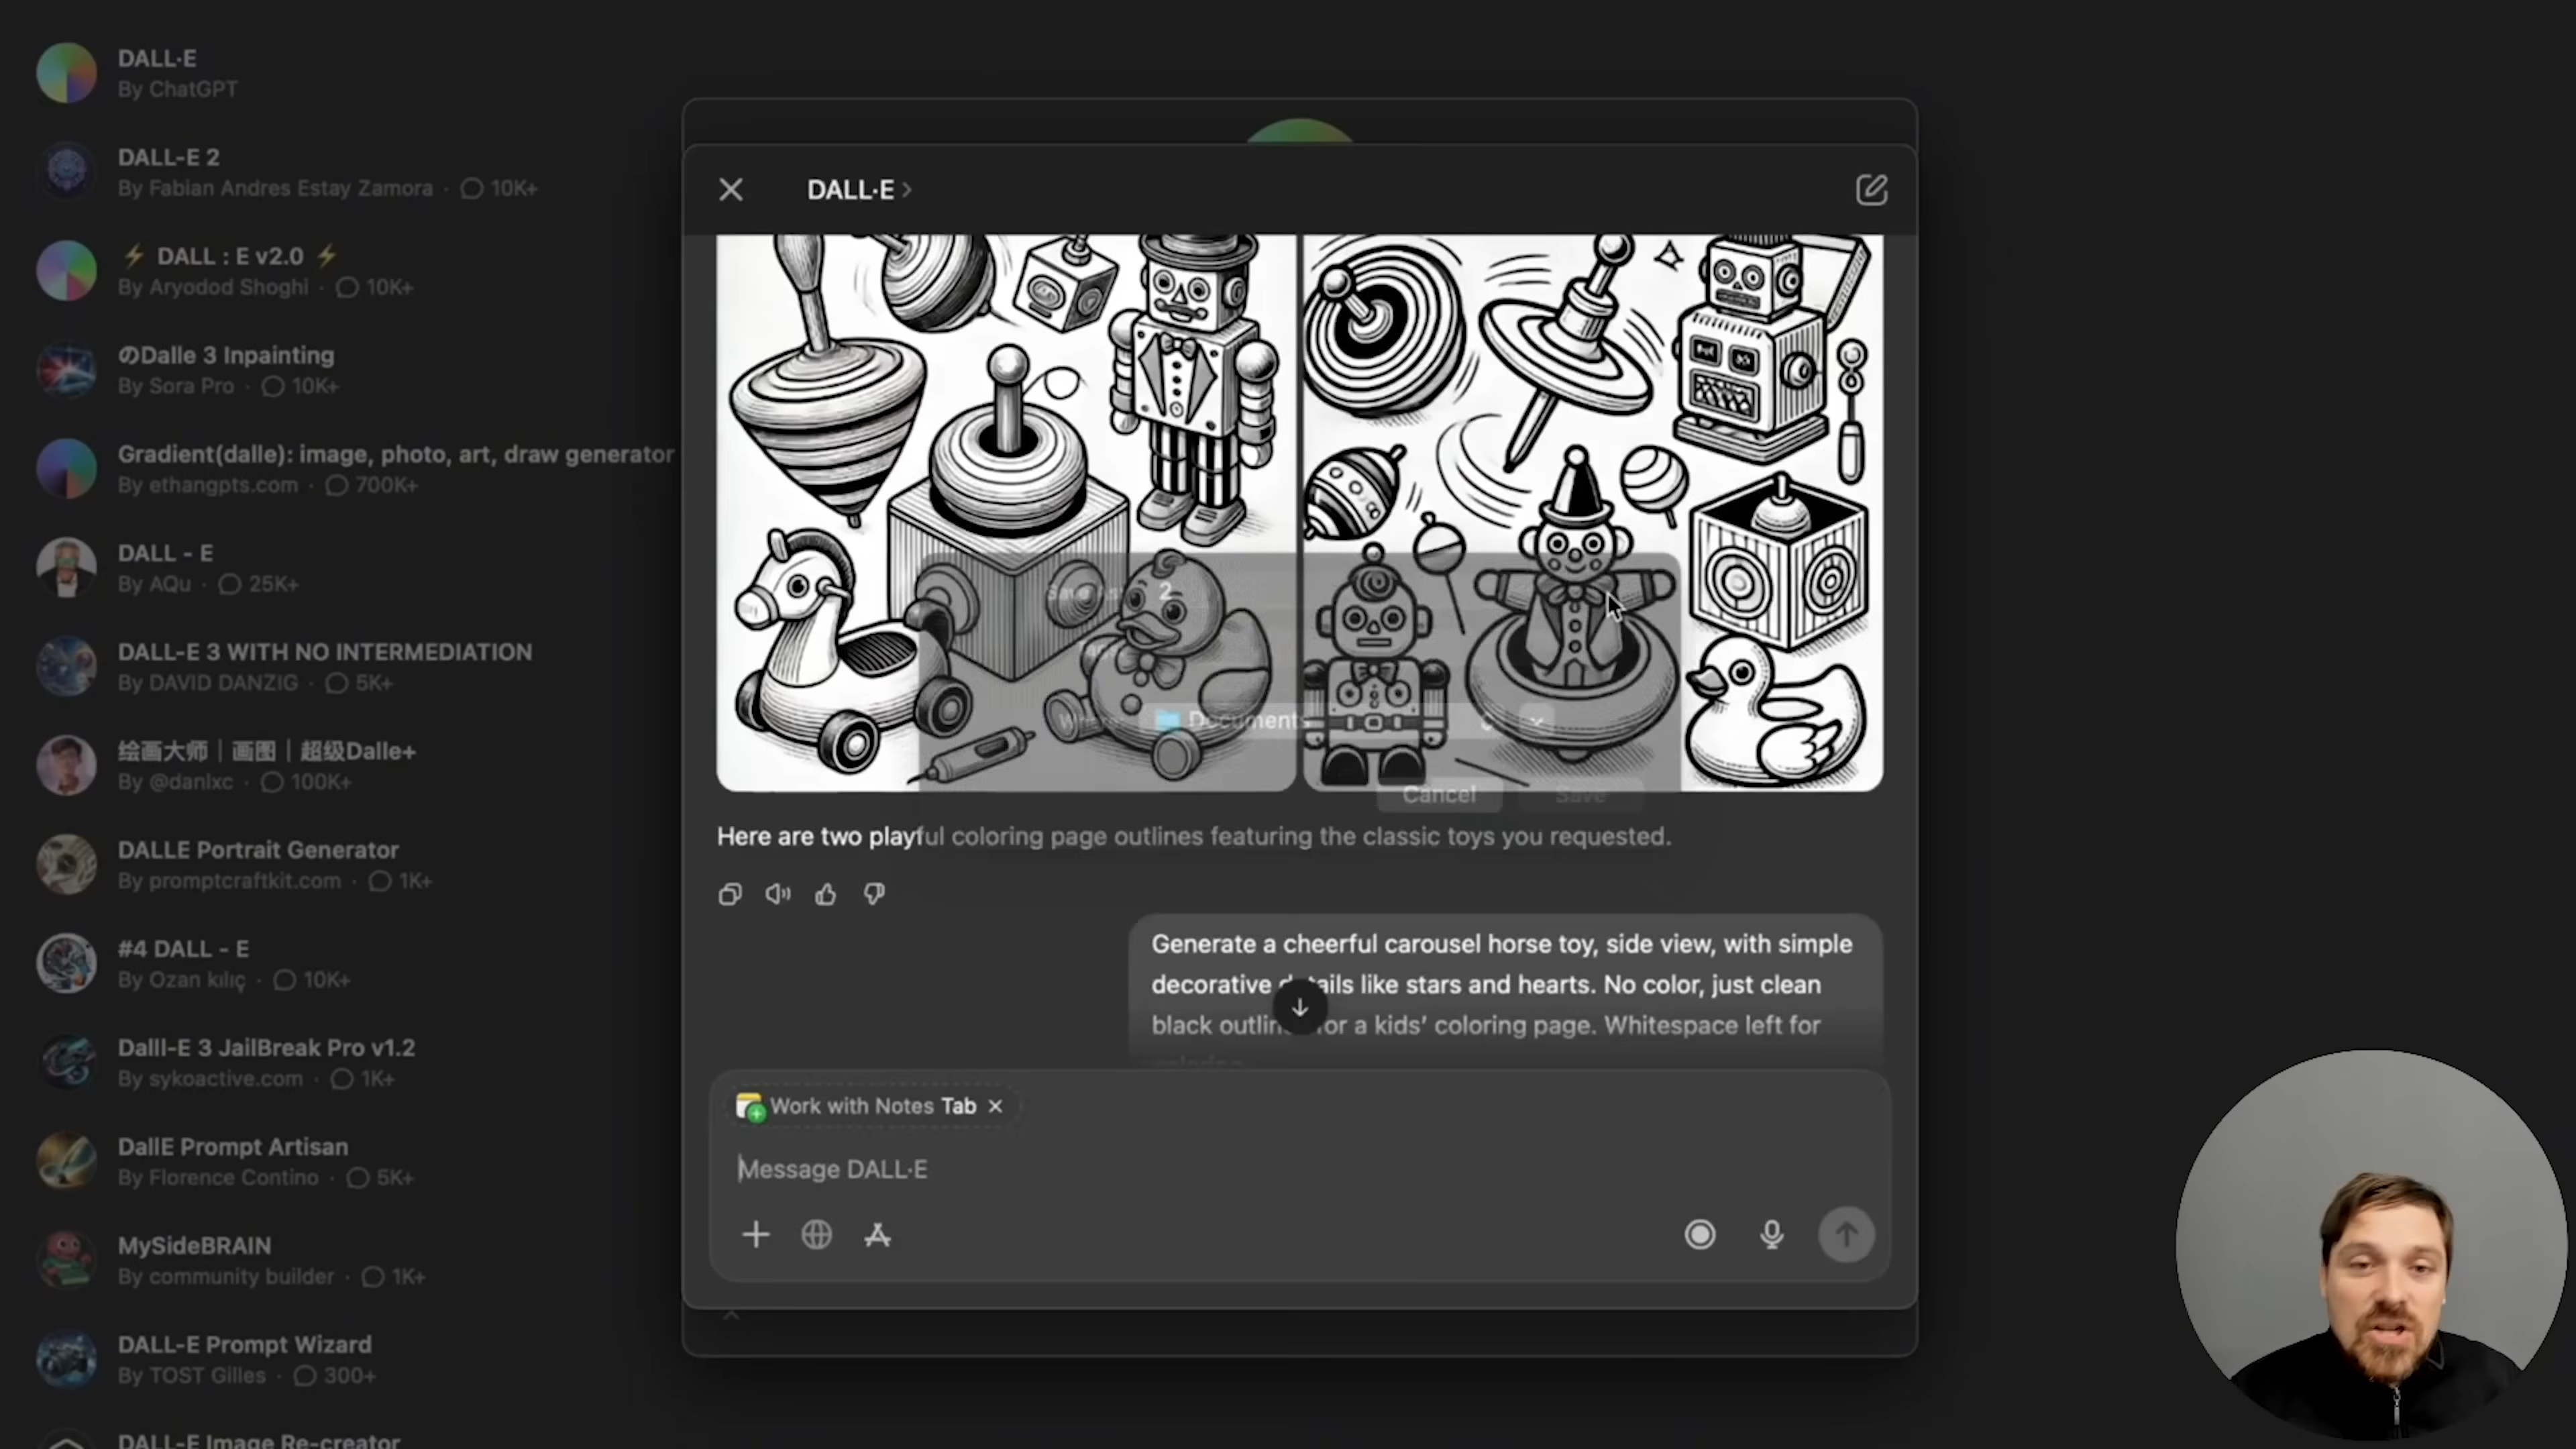 DALL·E
By ChatGPT
DALL-E 2
By Fabian Andres Estay Zamora · 10K+
⚡ DALL : E v2.0 ⚡
By Aryodod Shoghi · 10K+
のDalle 3 Inpainting
By Sora Pro · 10K+
Gradient(dalle): image, photo, art, draw generator
By ethangpts.com · 700K+
DALL - E
By AQu · 25K+
DALL-E 3 WITH NO INTERMEDIATION
By DAVID DANZIG · 5K+
绘画大师｜画图｜超级Dalle+
By @danlxc · 100K+
DALLE Portrait Generator
By promptcraftkit.com · 1K+
#4 DALL - E
By Ozan kılıç · 10K+
Dalll-E 3 JailBreak Pro v1.2
By sykoactive.com · 1K+
DallE Prompt Artisan
By Florence Contino · 5K+
MySideBRAIN
By community builder · 1K+
DALL-E Prompt Wizard
By TOST Gilles · 300+
DALL-E Image Re-creator
DALL·E >
Save As: 2
Where: Documents
Cancel Save
Here are two playful coloring page outlines featuring the classic toys you requested.
Generate a cheerful carousel horse toy, side view, with simple
decorative details like stars and hearts. No color, just clean
black outlines for a kids' coloring page. Whitespace left for
coloring
Work with Notes Tab ×
Message DALL·E